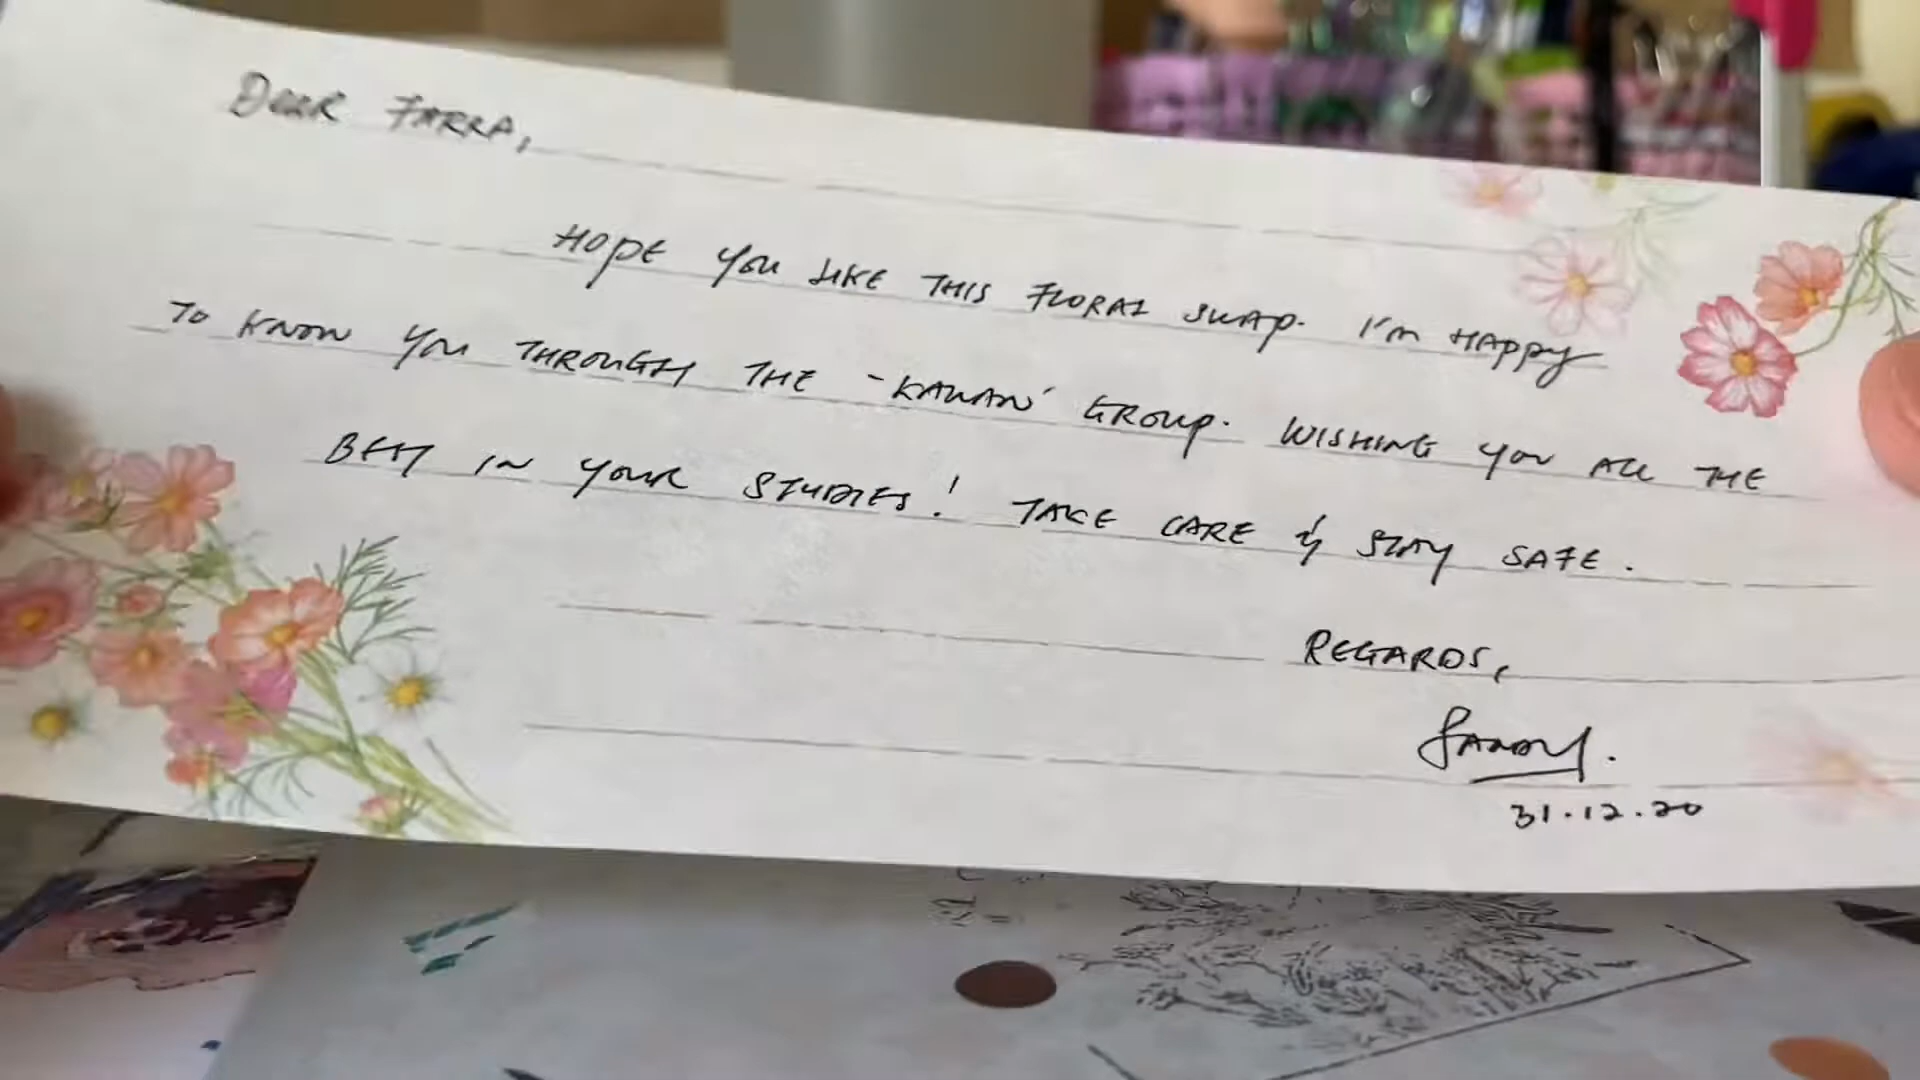 DEAR FARRA,
HOPE YOU LIKE THIS FLORAL SWAP. I'M HAPPY
TO KNOW YOU THROUGH THE "KAWAN" GROUP. WISHING YOU ALL THE
BEST IN YOUR STUDIES! TAKE CARE & STAY SAFE.
REGARDS,
SANDY.
31.12.20